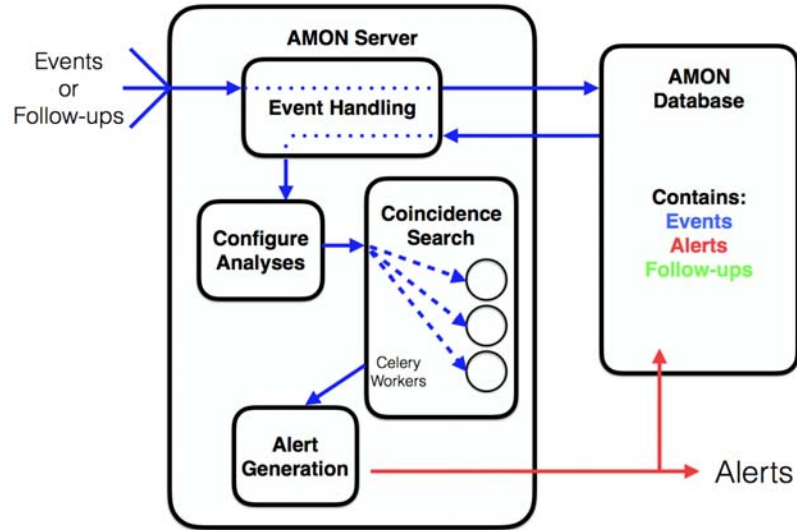 Events
or
Follow-ups
AMON Server
Event Handling
Configure
Analyses
Coincidence
Search
Celery
Workers
Alert
Generation
AMON
Database
Contains:
Events
Alerts
Follow-ups
Alerts